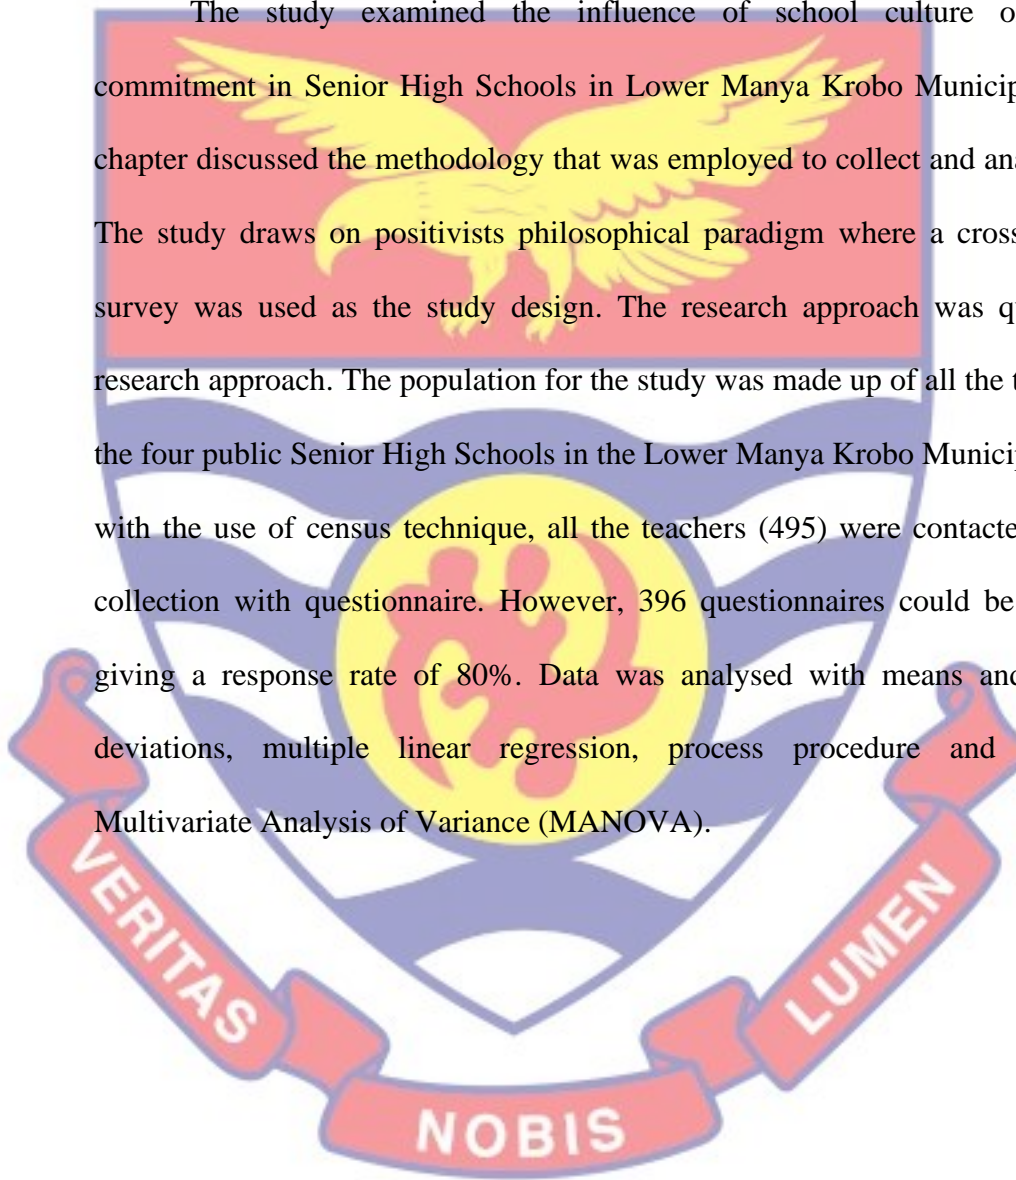 The study examined the influence of school culture o
commitment in Senior High Schools in Lower Manya Krobo Municip
chapter discussed the methodology that was employed to collect and ana
The study draws on positivists philosophical paradigm where a cross
survey was used as the study design. The research approach was q
research approach. The population for the study was made up of all the t
the four public Senior High Schools in the Lower Manya Krobo Municip
with the use of census technique, all the teachers (495) were contacte
collection with questionnaire. However, 396 questionnaires could be
giving a response rate of 80%. Data was analysed with means and
deviations, multiple linear regression, process procedure and
Multivariate Analysis of Variance (MANOVA).
VERITAS
NOBIS
LUMEN